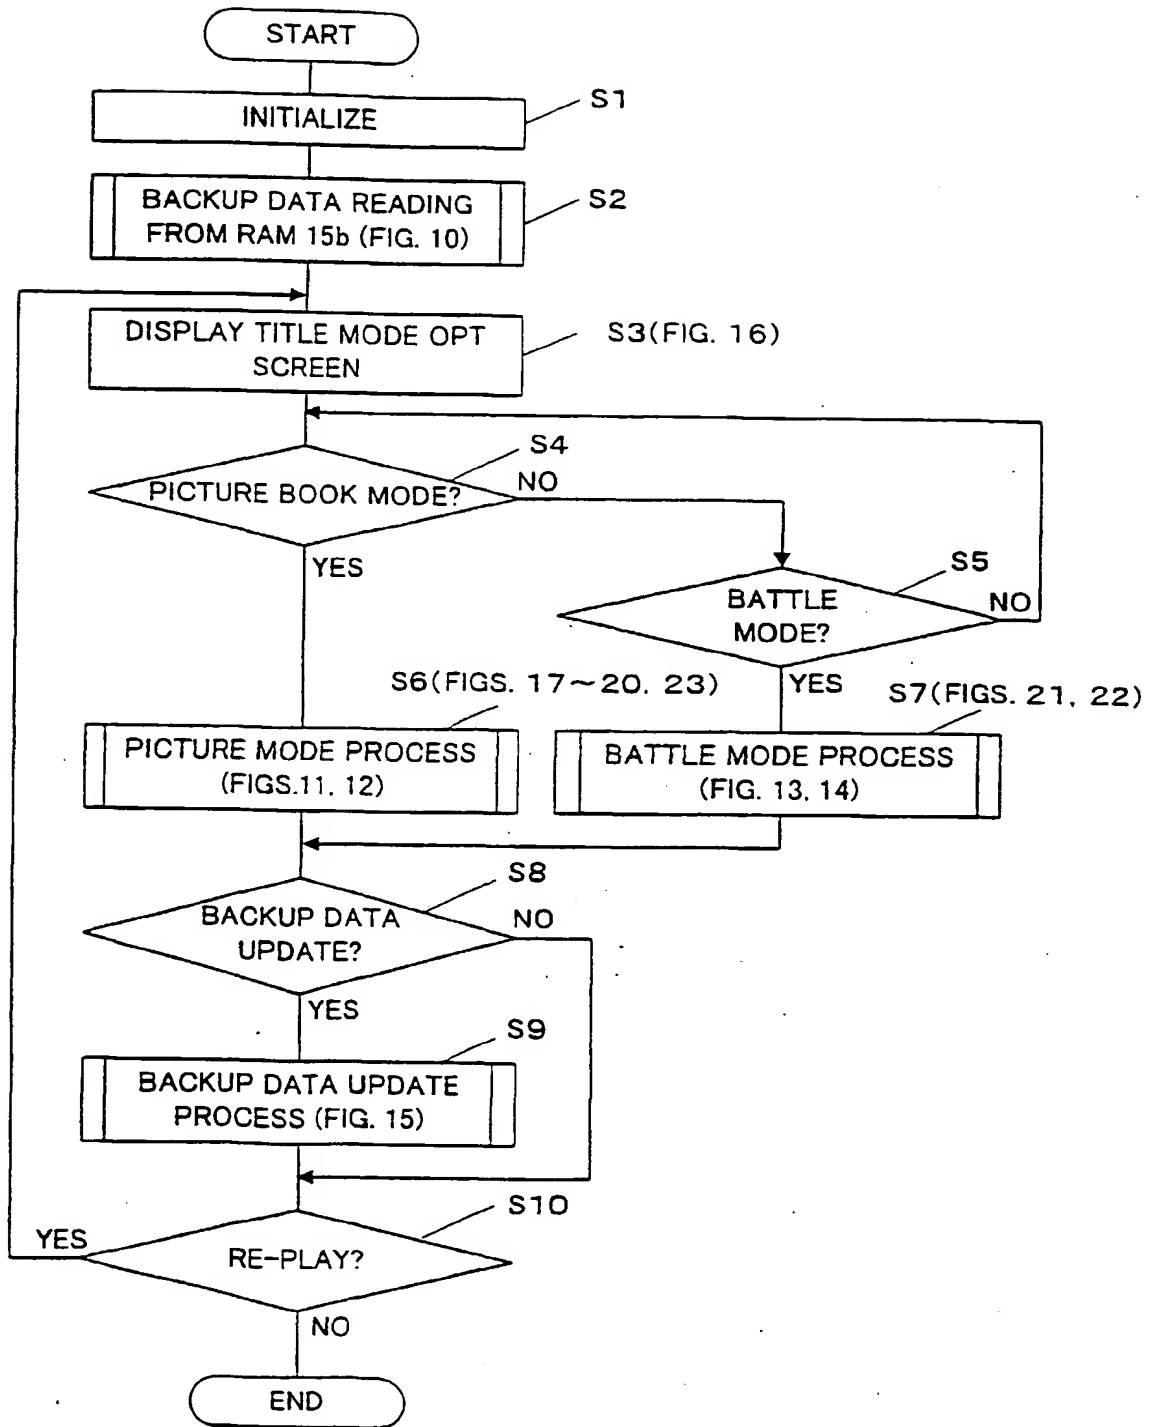 START
INITIALIZE
S1
BACKUP DATA READING
FROM RAM 15b (FIG. 10)
S2
DISPLAY TITLE MODE OPT
SCREEN
S3(FIG. 16)
S4
PICTURE BOOK MODE?
NO
YES
S5
BATTLE
MODE?
NO
YES
S6(FIGS. 17~20. 23)
S7(FIGS. 21, 22)
PICTURE MODE PROCESS
(FIGS.11, 12)
BATTLE MODE PROCESS
(FIG. 13, 14)
S8
BACKUP DATA
UPDATE?
NO
YES
S9
BACKUP DATA UPDATE
PROCESS (FIG. 15)
S10
YES
RE-PLAY?
NO
END